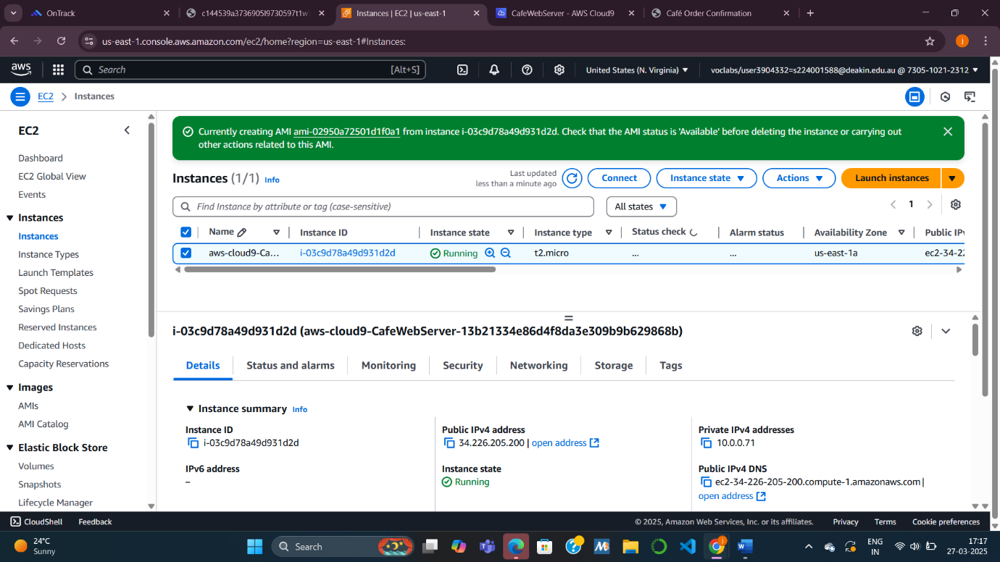 OnTrack
c144539a3736905l9730597t1w7
Instances | EC2 | us-east-1
CafeWebServer - AWS Cloud9
Café Order Confirmation
us-east-1.console.aws.amazon.com/ec2/home?region=us-east-1#Instances:
j
aws
Search
[Alt+S]
United States (N. Virginia)
voclabs/user3904332=s224001588@deakin.edu.au @ 7305-1021-2312
EC2
Instances
EC2
Dashboard
EC2 Global View
Events
Instances
Instances
Instance Types
Launch Templates
Spot Requests
Savings Plans
Reserved Instances
Dedicated Hosts
Capacity Reservations
Images
AMIs
AMI Catalog
Elastic Block Store
Volumes
Snapshots
Lifecycle Manager
Currently creating AMI ami-02950a72501d1f0a1 from instance i-03c9d78a49d931d2d. Check that the AMI status is 'Available' before deleting the instance or carrying out
other actions related to this AMI.
Instances (1/1) Info
Last updated
less than a minute ago
Connect
Instance state
Actions
Launch instances
Find Instance by attribute or tag (case-sensitive)
All states
1
Name
Instance ID
Instance state
Instance type
Status check
Alarm status
Availability Zone
Public IPv
aws-cloud9-Ca...
i-03c9d78a49d931d2d
Running
t2.micro
...
...
us-east-1a
ec2-34-22
i-03c9d78a49d931d2d (aws-cloud9-CafeWebServer-13b21334e86d4f8da3e309b9b629868b)
Details
Status and alarms
Monitoring
Security
Networking
Storage
Tags
Instance summary Info
Instance ID
i-03c9d78a49d931d2d
Public IPv4 address
34.226.205.200 | open address
Private IPv4 addresses
10.0.0.71
IPv6 address
–
Instance state
Running
Public IPv4 DNS
ec2-34-226-205-200.compute-1.amazonaws.com |
open address
CloudShell
Feedback
© 2025, Amazon Web Services, Inc. or its affiliates.
Privacy
Terms
Cookie preferences
24°C
Sunny
Search
ENG
IN
17:17
27-03-2025